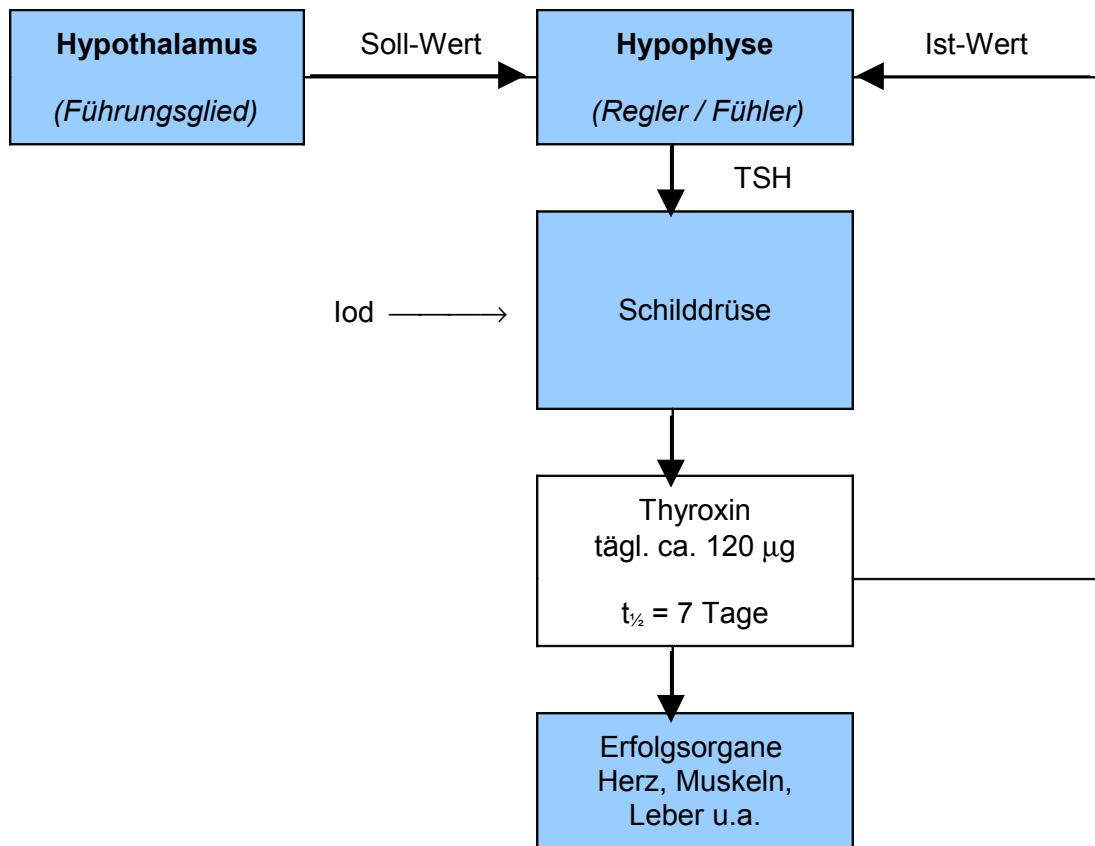 Hypothalamus
(Führungsglied)
Soll-Wert
Hypophyse
(Regler / Fühler)
Ist-Wert
TSH
Iod
Schilddrüse
Thyroxin
tägl. ca. 120 µg
t½ = 7 Tage
Erfolgsorgane
Herz, Muskeln,
Leber u.a.